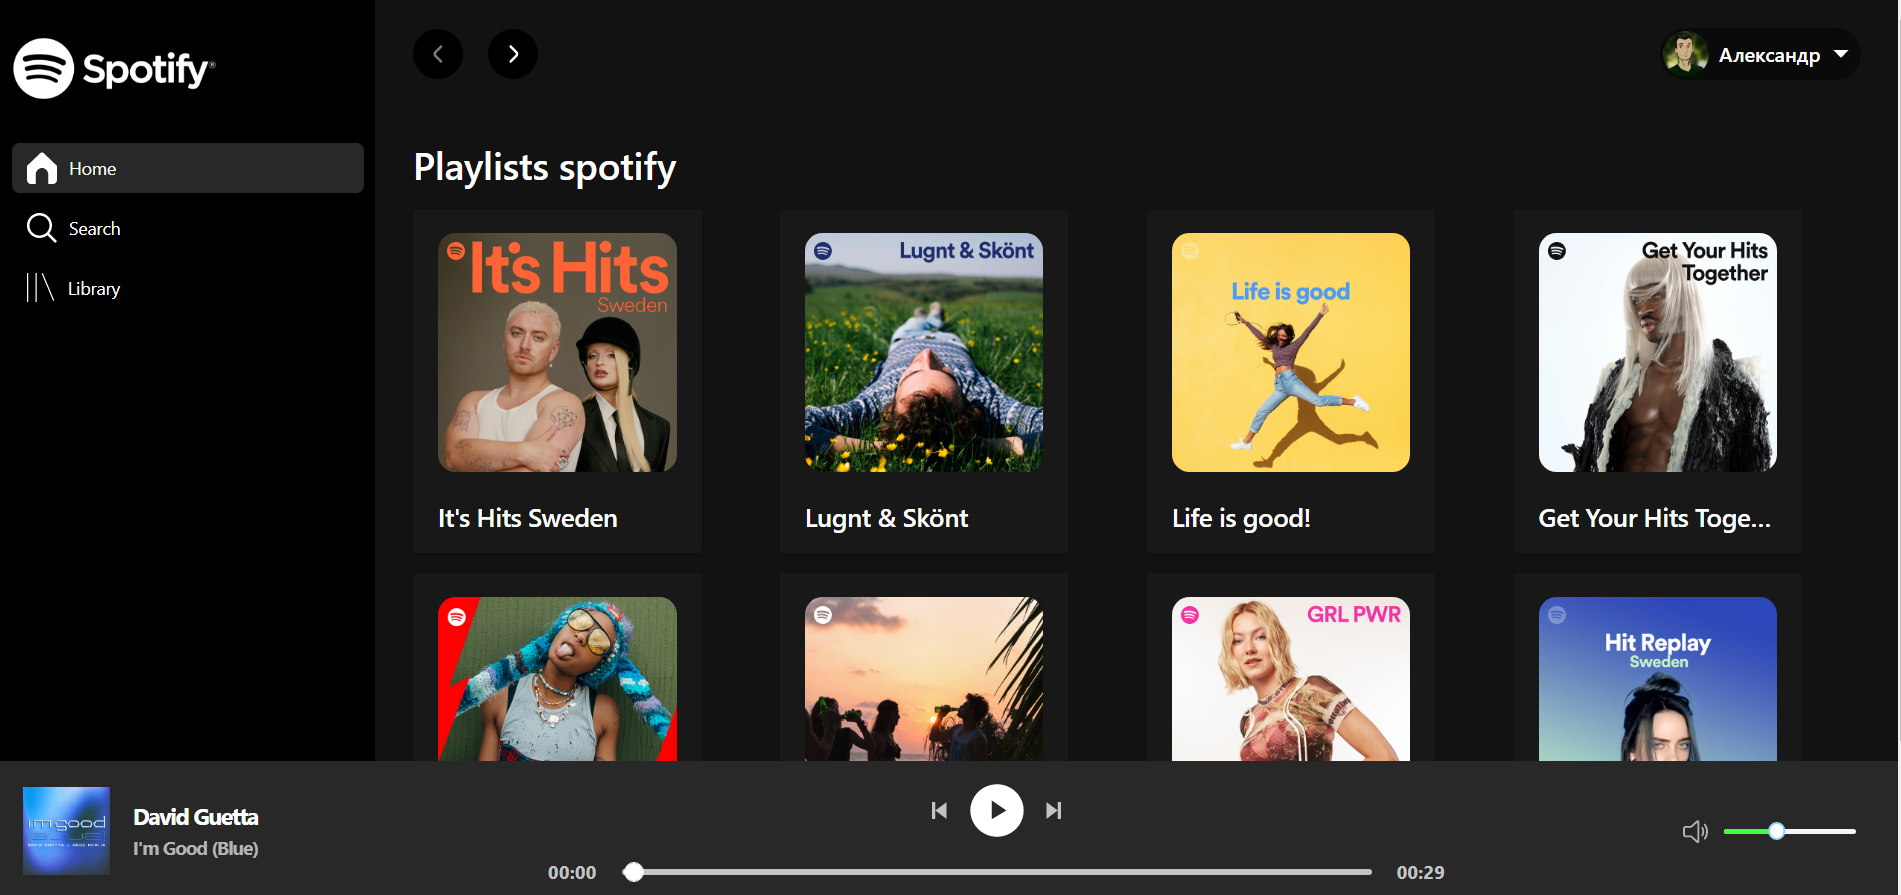 Spotify®
Home
Search
Library
Александр
Playlists spotify
It's Hits
Sweden
Lugnt & Skönt
Life is good
Get Your Hits
Together
It's Hits Sweden
Lugnt & Skönt
Life is good!
Get Your Hits Toge...
GRL PWR
Hit Replay
Sweden
im good
BLUE
David Guetta
I'm Good (Blue)
00:00
00:29